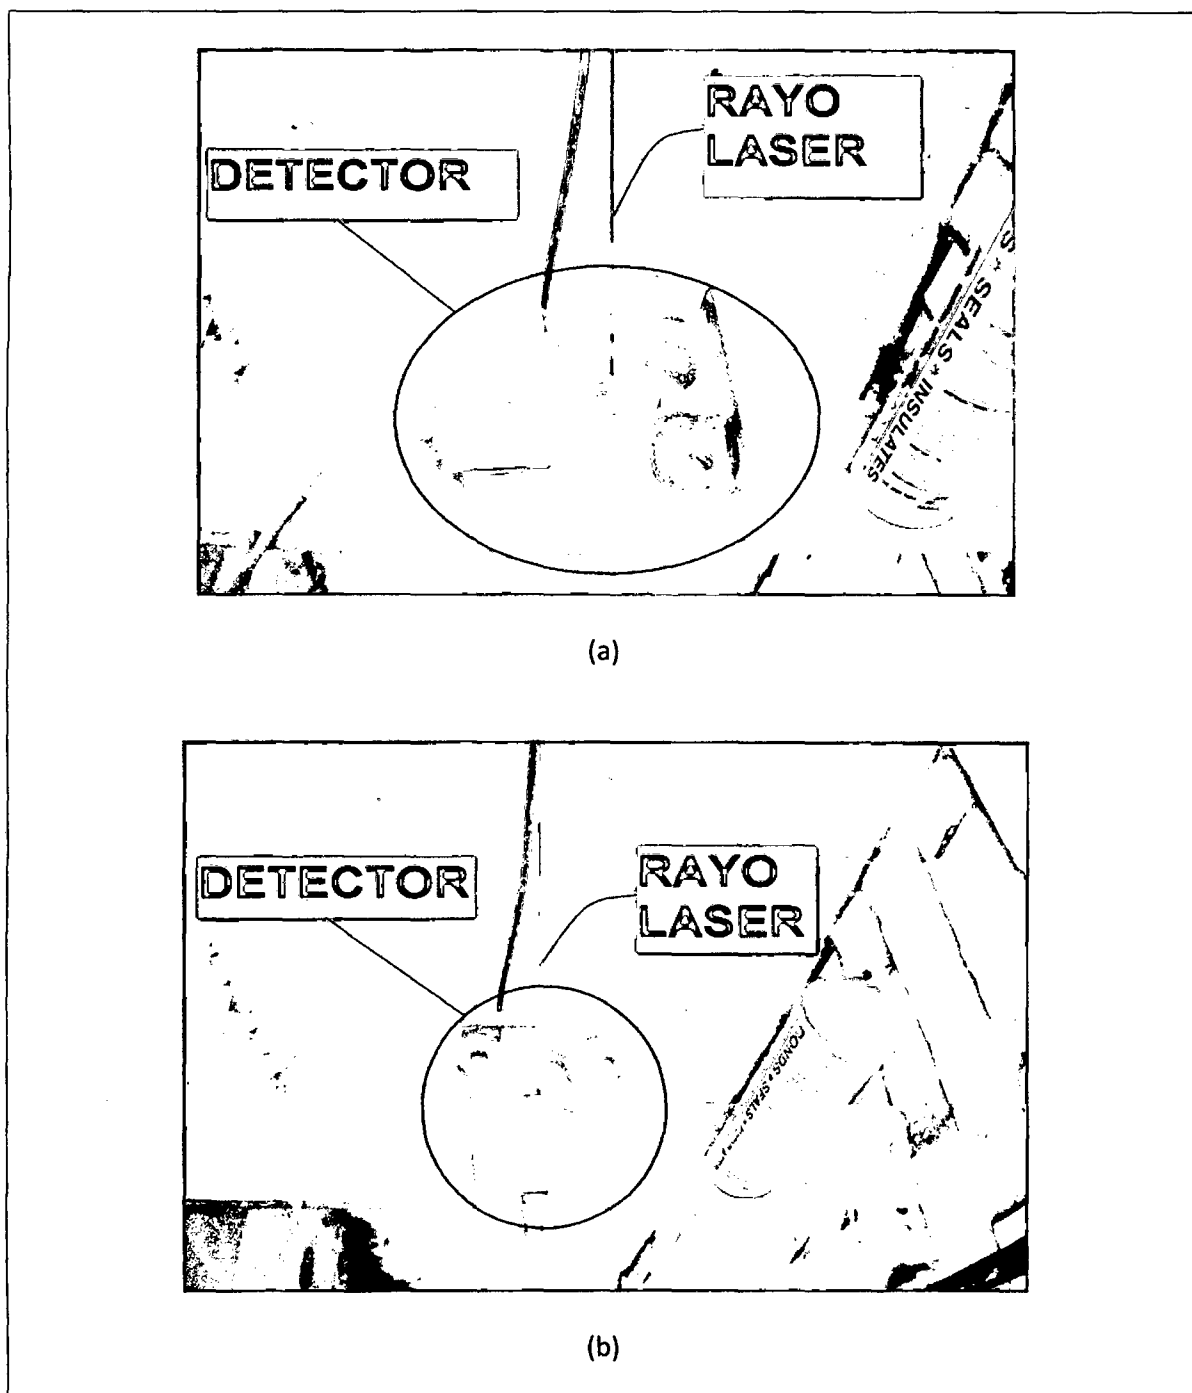 RAYO
LASER
DETECTOR
S * SEALS * INSULATES
(a)
DETECTOR
RAYO
LASER
BONDS * SEALS *
(b)